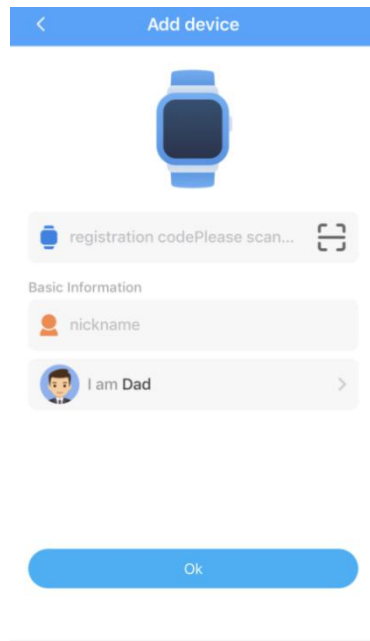 Add device
registration codePlease scan...
Basic Information
nickname
I am Dad
Ok